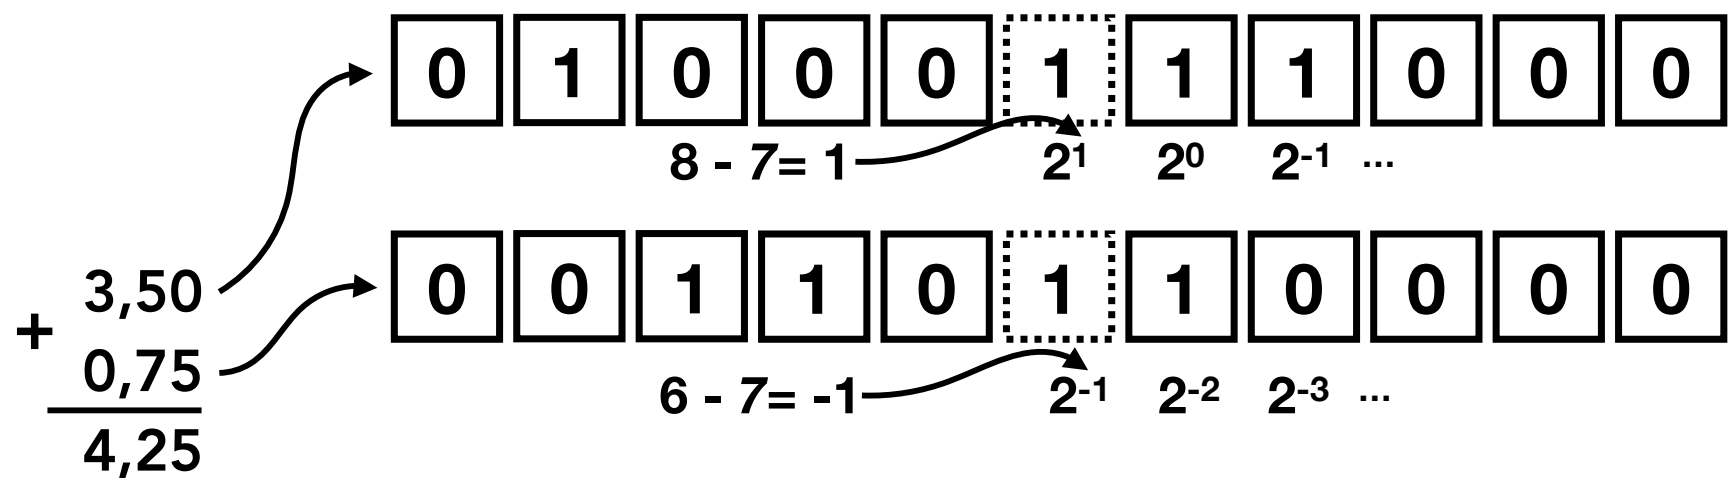 0 1 0 0 0 1 1 1 0 0 0
8 - 7= 1 2¹ 2⁰ 2⁻¹ ...
0 0 1 1 0 1 1 0 0 0 0
6 - 7= -1 2⁻¹ 2⁻² 2⁻³ ...
3,50
+
0,75
4,25